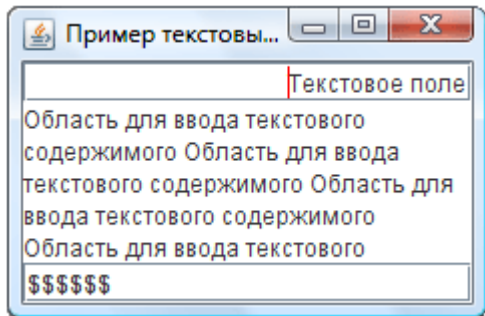 Пример текстовы...
Текстовое поле
Область для ввода текстового
содержимого Область для ввода
текстового содержимого Область для
ввода текстового содержимого
Область для ввода текстового
$$$$$$